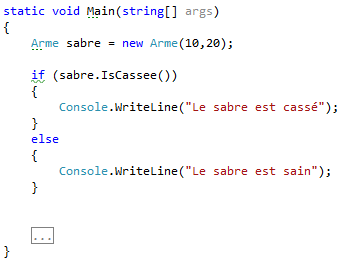 static void Main(string[] args)
{
Arme sabre = new Arme(10,20);
if (sabre.IsCassee())
{
Console.WriteLine("Le sabre est cassé");
}
else
{
Console.WriteLine("Le sabre est sain");
}
...
}